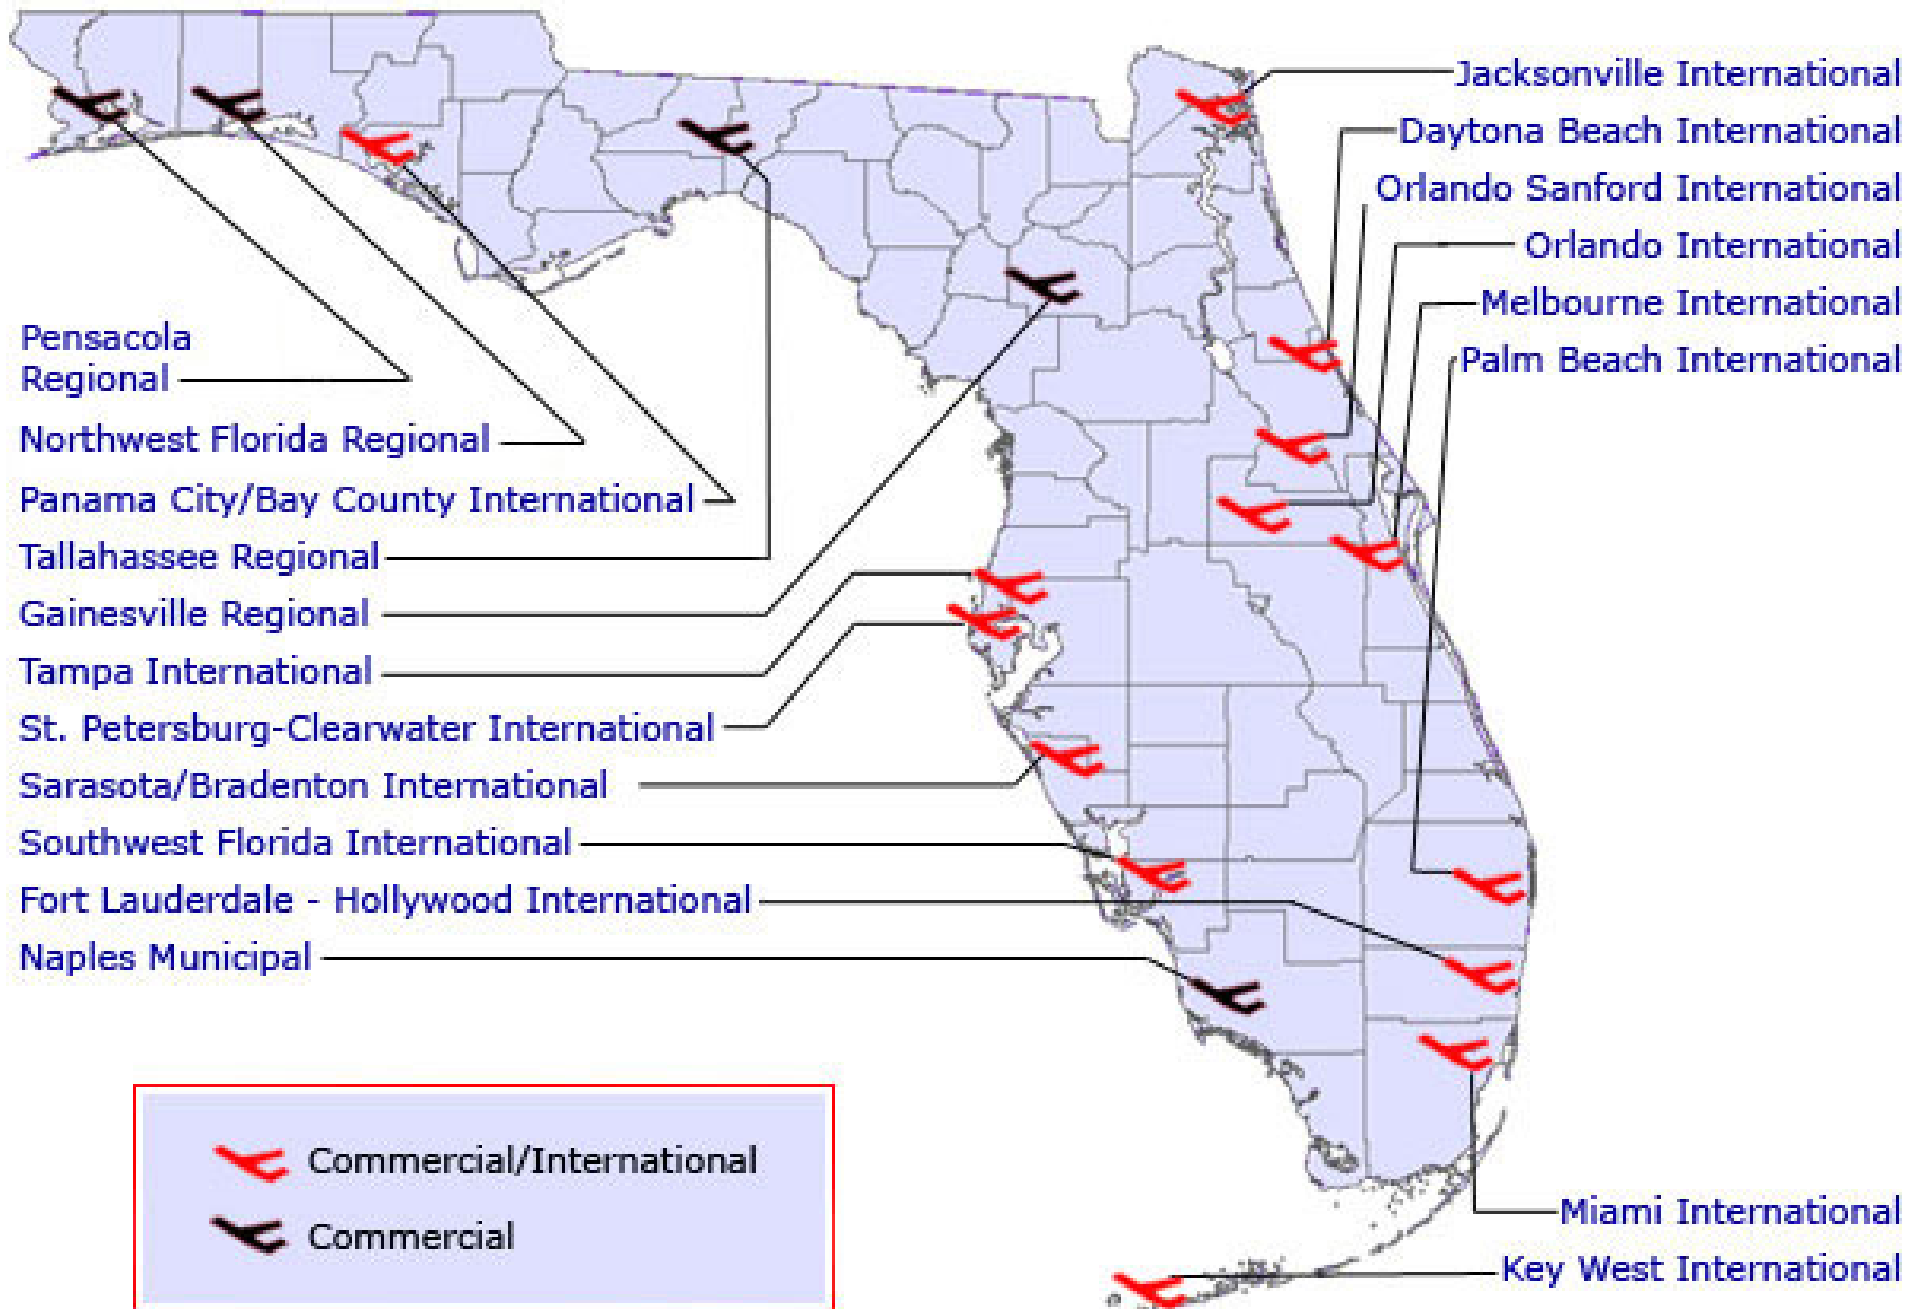 Jacksonville International
Daytona Beach International
Orlando Sanford International
Orlando International
Melbourne International
Palm Beach International
Pensacola
Regional
Northwest Florida Regional
Panama City/Bay County International
Tallahassee Regional
Gainesville Regional
Tampa International
St. Petersburg-Clearwater International
Sarasota/Bradenton International
Southwest Florida International
Fort Lauderdale - Hollywood International
Naples Municipal
Commercial/International
Commercial
Miami International
Key West International